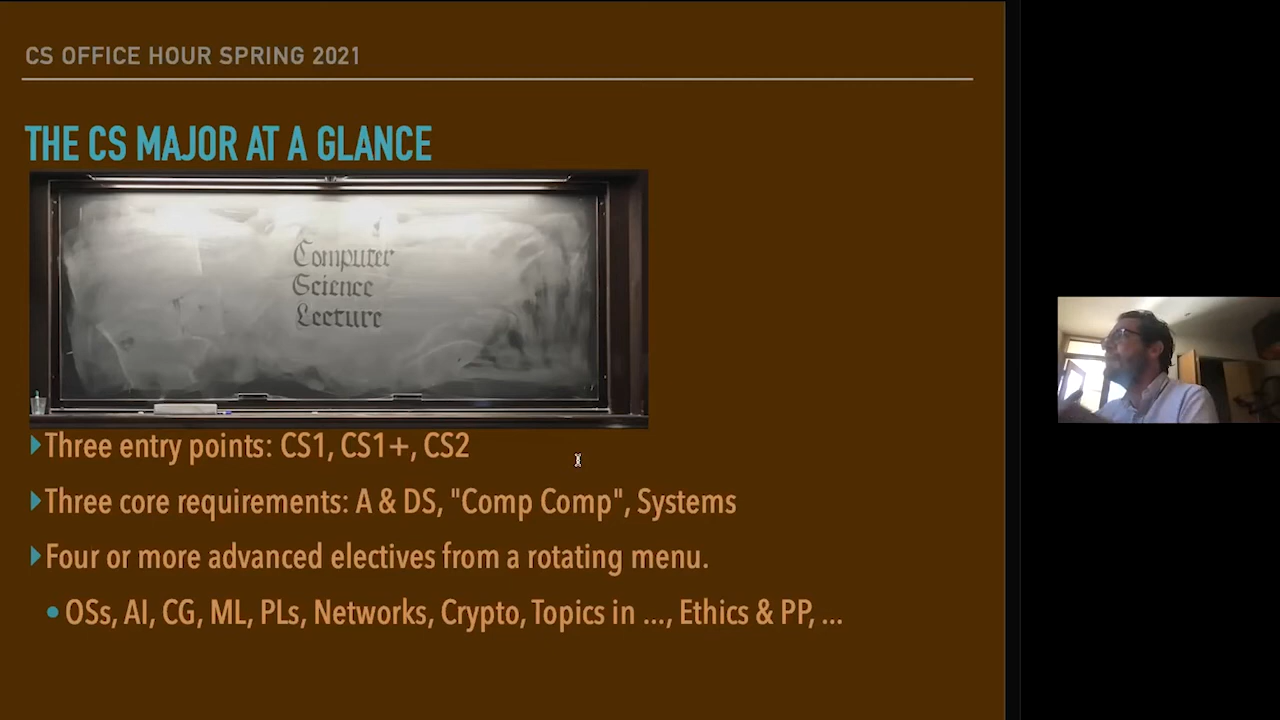 CS OFFICE HOUR SPRING 2021
THE CS MAJOR AT A GLANCE
Computer
Science
Lecture
Three entry points: CS1, CS1+, CS2
Three core requirements: A & DS, "Comp Comp", Systems
Four or more advanced electives from a rotating menu.
OSs, AI, CG, ML, PLs, Networks, Crypto, Topics in ..., Ethics & PP, ...